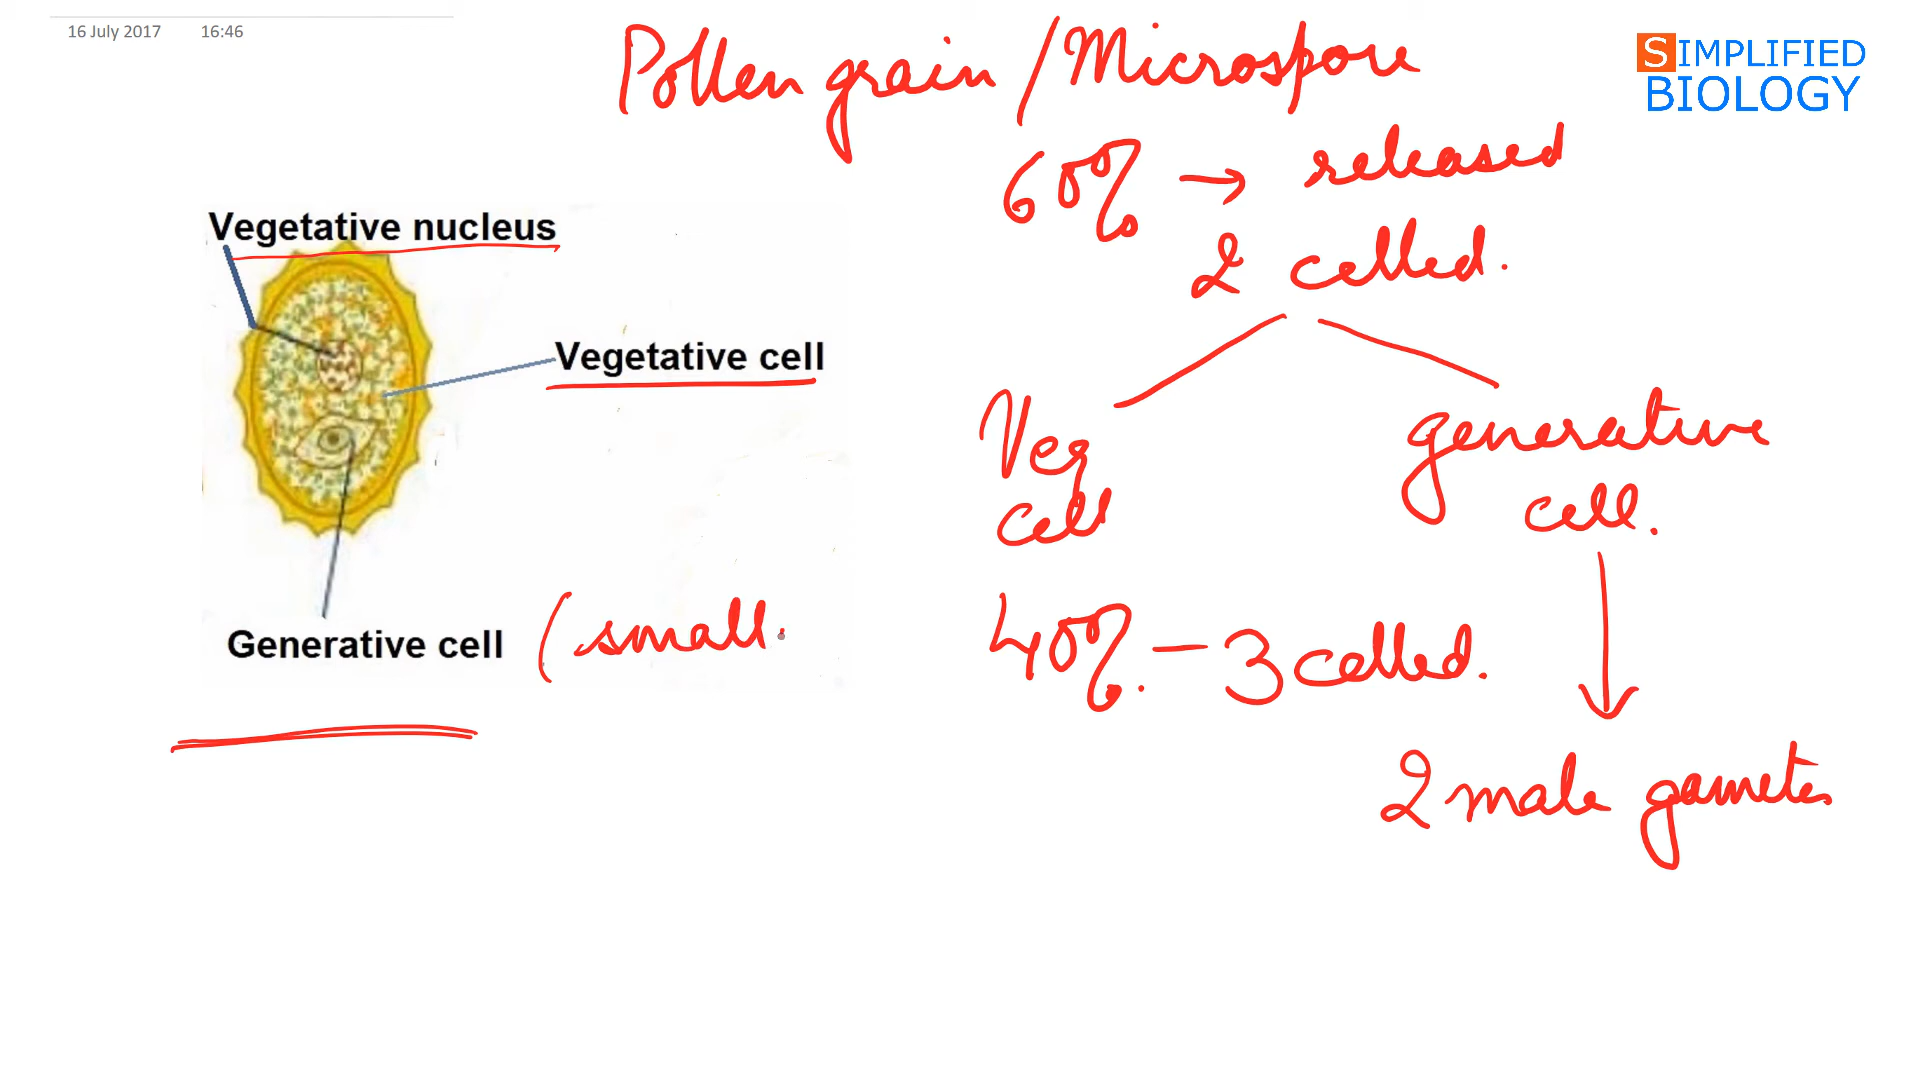 16 July 2017 16:46
Pollen grain / Microspore
SIMPLIFIED
BIOLOGY
60% → released
2 celled.
Vegetative nucleus
Vegetative cell
Veg
cell
generative
cell.
Generative cell (small.
40%. - 3 celled.
2 male gametes